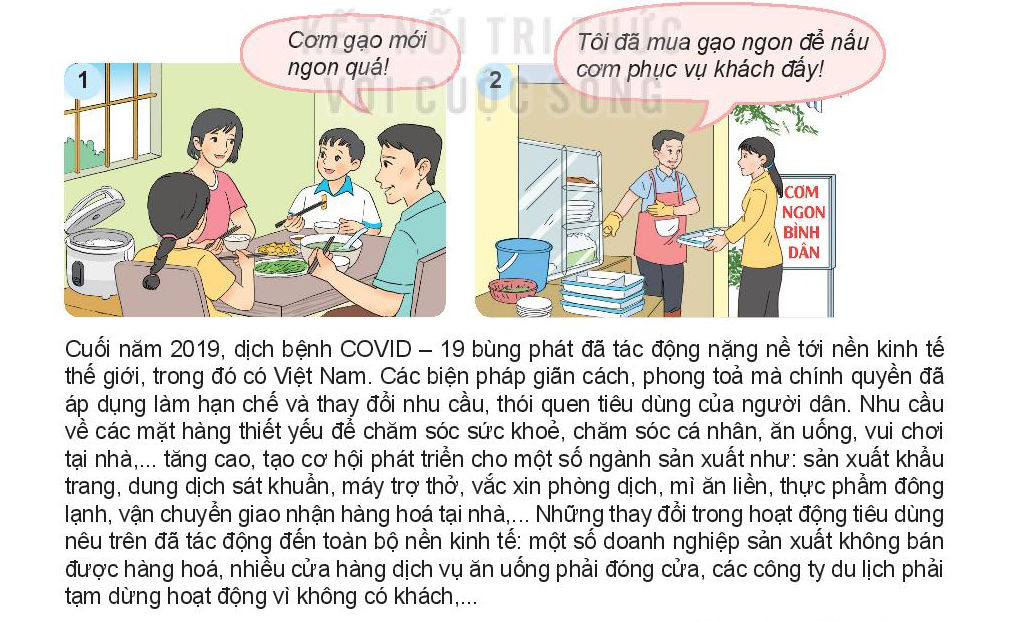 KẾT NỐI TRI THỨC
VỚI CUỘC SỐNG
1
Cơm gạo mới
ngon quá!
2
Tôi đã mua gạo ngon để nấu
cơm phục vụ khách đấy!
CƠM
NGON
BÌNH
DÂN
Cuối năm 2019, dịch bệnh COVID – 19 bùng phát đã tác động nặng nề tới nền kinh tế
thế giới, trong đó có Việt Nam. Các biện pháp giãn cách, phong toả mà chính quyền đã
áp dụng làm hạn chế và thay đổi nhu cầu, thói quen tiêu dùng của người dân. Nhu cầu
về các mặt hàng thiết yếu để chăm sóc sức khoẻ, chăm sóc cá nhân, ăn uống, vui chơi
tại nhà,... tăng cao, tạo cơ hội phát triển cho một số ngành sản xuất như: sản xuất khẩu
trang, dung dịch sát khuẩn, máy trợ thở, vắc xin phòng dịch, mì ăn liền, thực phẩm đông
lạnh, vận chuyển giao nhận hàng hoá tại nhà,... Những thay đổi trong hoạt động tiêu dùng
nêu trên đã tác động đến toàn bộ nền kinh tế: một số doanh nghiệp sản xuất không bán
được hàng hoá, nhiều cửa hàng dịch vụ ăn uống phải đóng cửa, các công ty du lịch phải
tạm dừng hoạt động vì không có khách,...